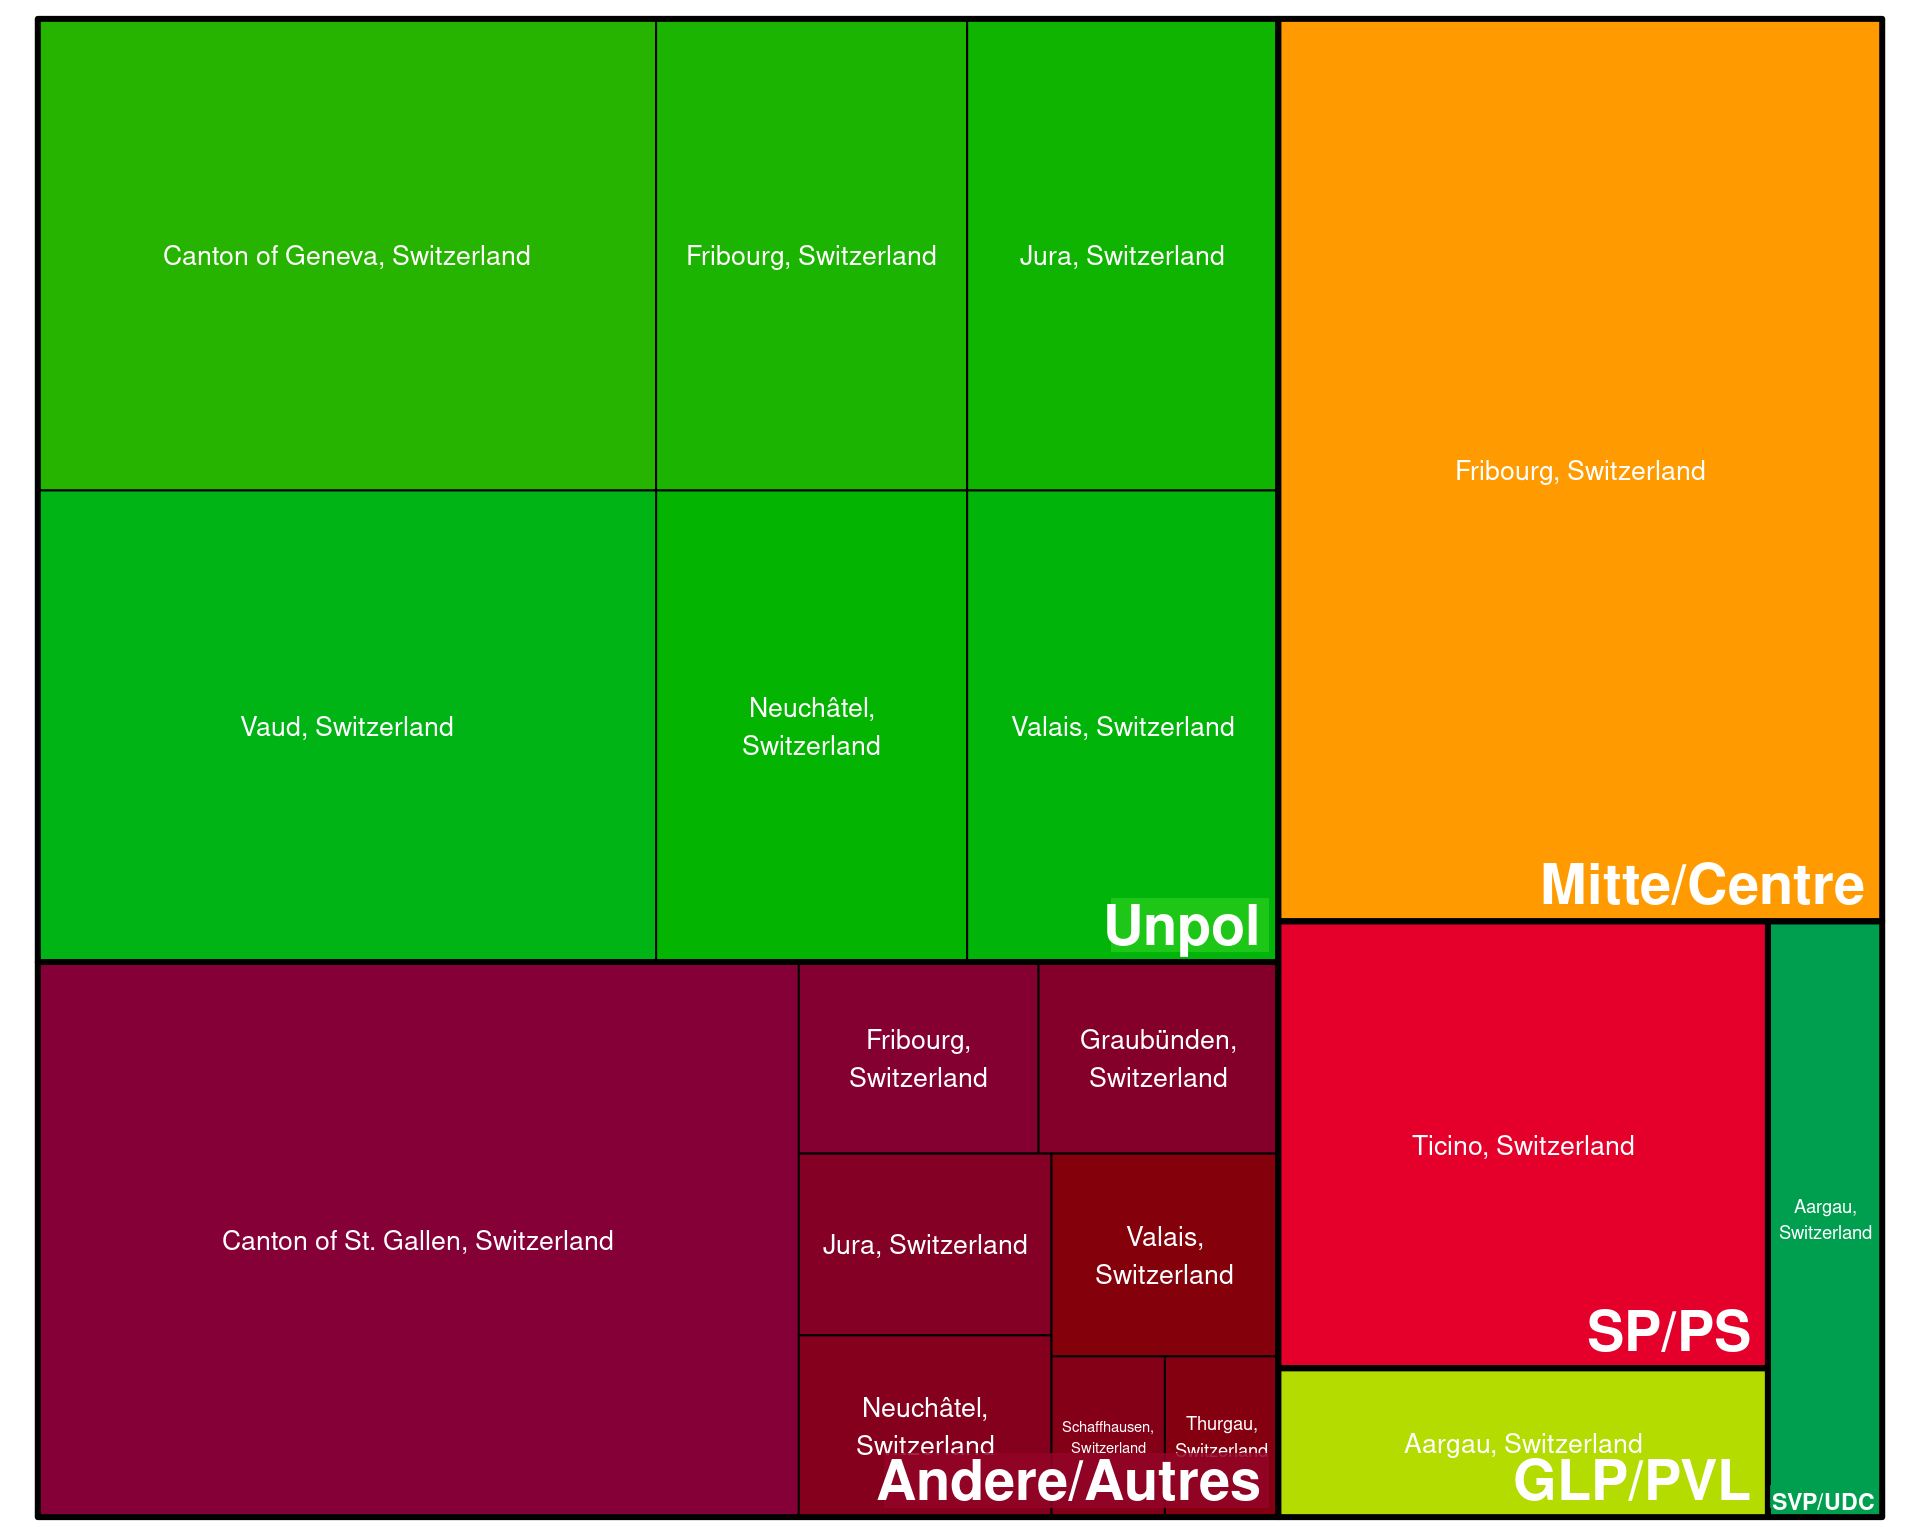 Canton of Geneva, Switzerland
Fribourg, Switzerland
Jura, Switzerland
Vaud, Switzerland
Neuchâtel,
Switzerland
Valais, Switzerland
Unpol
Fribourg, Switzerland
Mitte/Centre
Canton of St. Gallen, Switzerland
Fribourg,
Switzerland
Graubünden,
Switzerland
Jura, Switzerland
Valais,
Switzerland
Neuchâtel,
Switzerland
Schaffhausen,
Switzerland
Thurgau,
Switzerland
Andere/Autres
Ticino, Switzerland
SP/PS
Aargau, Switzerland
GLP/PVL
Aargau,
Switzerland
SVP/UDC